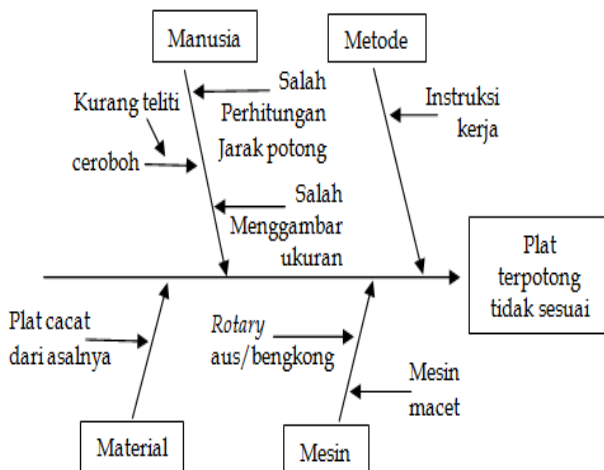 Manusia
Metode
Salah
Perhitungan
Jarak potong
Kurang teliti
ceroboh
Salah
Menggambar
ukuran
Instruksi
kerja
Plat
terpotong
tidak sesuai
Plat cacat
dari asalnya
Rotary
aus/bengkong
Mesin
macet
Material
Mesin